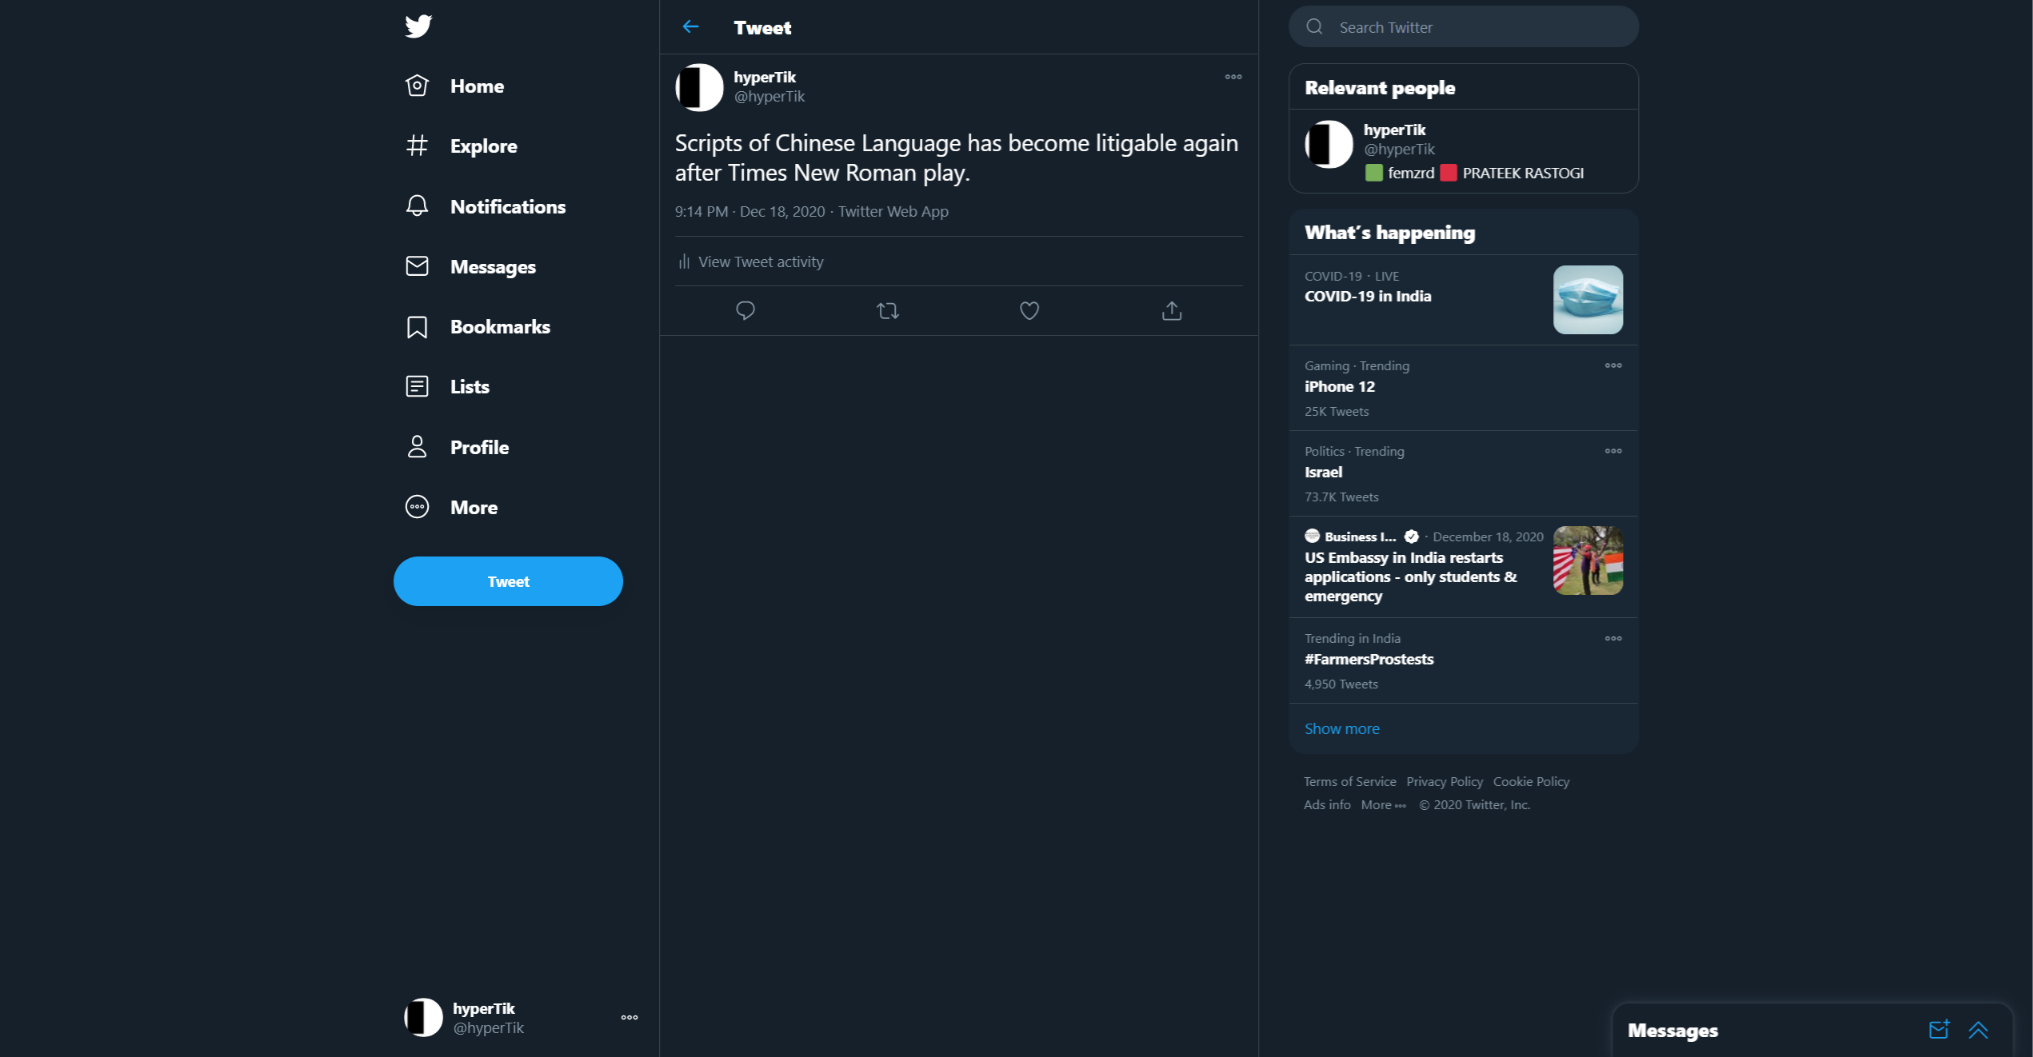 Home
Explore
Notifications
Messages
Bookmarks
Lists
Profile
More
Tweet
hyperTik
@hyperTik
Tweet
hyperTik
@hyperTik
Scripts of Chinese Language has become litigable again
after Times New Roman play.
9:14 PM · Dec 18, 2020 · Twitter Web App
View Tweet activity
Search Twitter
Relevant people
hyperTik
@hyperTik
femzrd PRATEEK RASTOGI
What's happening
COVID-19 · LIVE
COVID-19 in India
Gaming · Trending
iPhone 12
25K Tweets
Politics · Trending
Israel
73.7K Tweets
Business I... · December 18, 2020
US Embassy in India restarts
applications - only students &
emergency
Trending in India
#FarmersProstests
4,950 Tweets
Show more
Terms of Service Privacy Policy Cookie Policy
Ads info More ··· © 2020 Twitter, Inc.
Messages